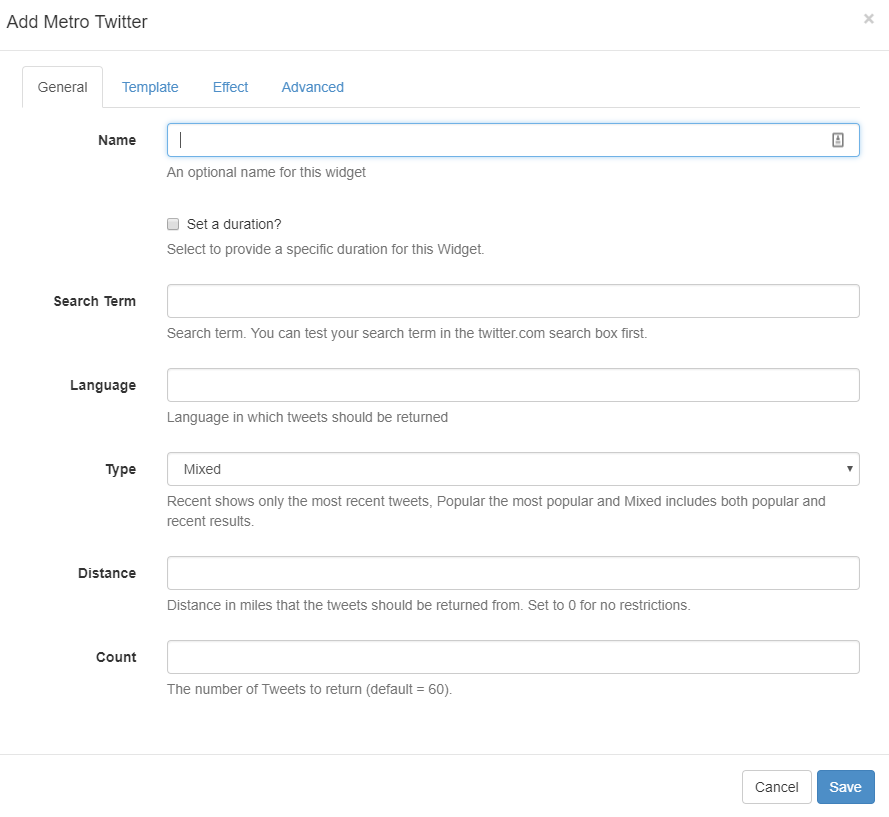 Add Metro Twitter ×
General Template Effect Advanced
Name
An optional name for this widget
Set a duration?
Select to provide a specific duration for this Widget.
Search Term
Search term. You can test your search term in the twitter.com search box first.
Language
Language in which tweets should be returned
Type Mixed
Recent shows only the most recent tweets, Popular the most popular and Mixed includes both popular and
recent results.
Distance
Distance in miles that the tweets should be returned from. Set to 0 for no restrictions.
Count
The number of Tweets to return (default = 60).
Cancel Save